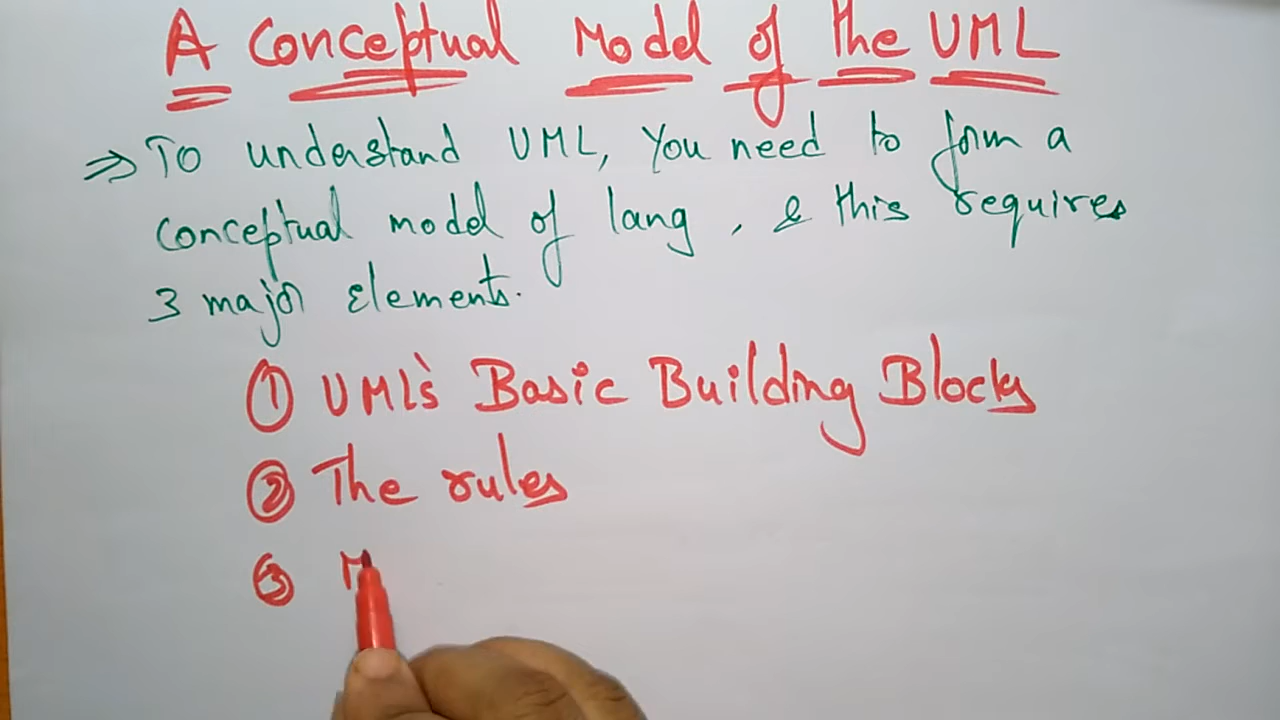 A Conceptual Model of the UML
⇒ To understand UML, You need to form a
conceptual model of lang, & this requires
3 major elements.
① UML's Basic Building Blocks
② The rules
③ M